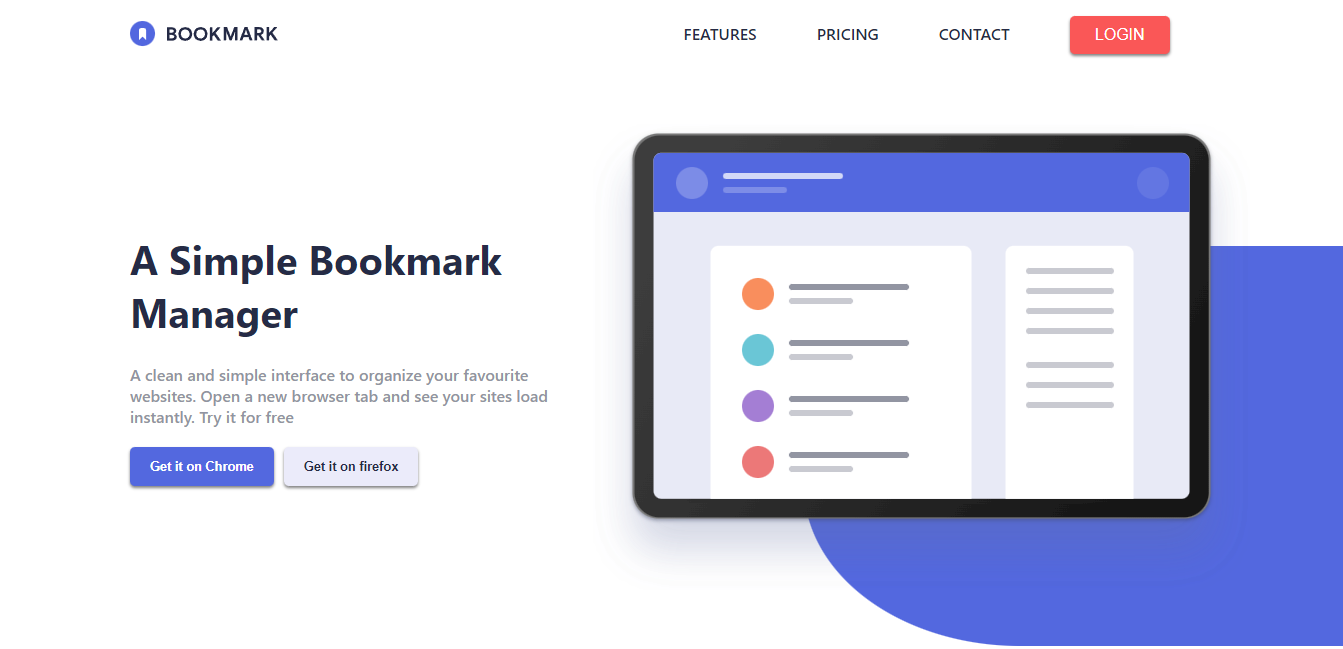 BOOKMARK
FEATURES
PRICING
CONTACT
LOGIN
A Simple Bookmark
Manager
A clean and simple interface to organize your favourite
websites. Open a new browser tab and see your sites load
instantly. Try it for free
Get it on Chrome
Get it on firefox